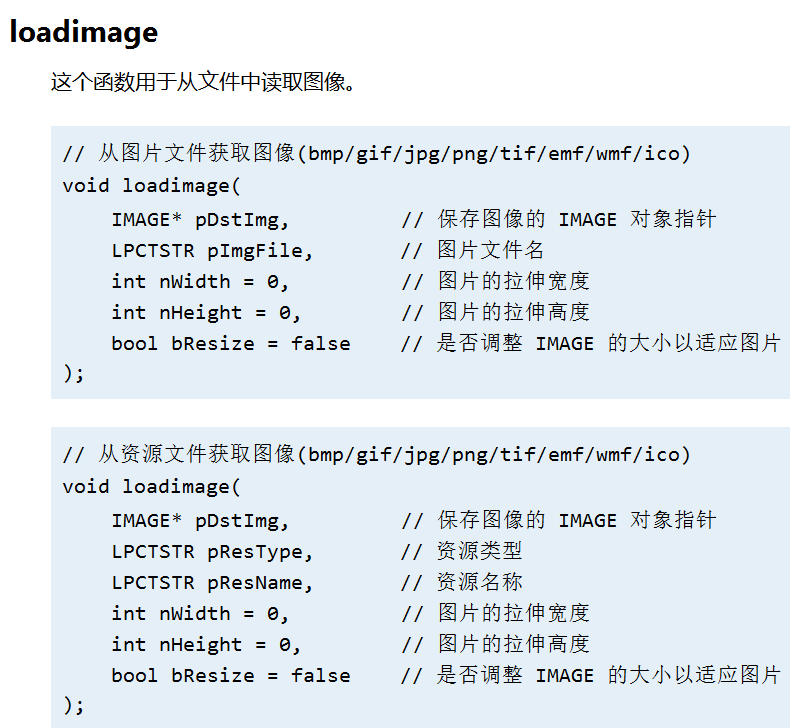 loadimage
这个函数用于从文件中读取图像。
// 从图片文件获取图像(bmp/gif/jpg/png/tif/emf/wmf/ico)
void loadimage(
    IMAGE* pDstImg,         // 保存图像的 IMAGE 对象指针
    LPCTSTR pImgFile,       // 图片文件名
    int nWidth = 0,         // 图片的拉伸宽度
    int nHeight = 0,        // 图片的拉伸高度
    bool bResize = false    // 是否调整 IMAGE 的大小以适应图片
);
// 从资源文件获取图像(bmp/gif/jpg/png/tif/emf/wmf/ico)
void loadimage(
    IMAGE* pDstImg,         // 保存图像的 IMAGE 对象指针
    LPCTSTR pResType,       // 资源类型
    LPCTSTR pResName,       // 资源名称
    int nWidth = 0,         // 图片的拉伸宽度
    int nHeight = 0,        // 图片的拉伸高度
    bool bResize = false    // 是否调整 IMAGE 的大小以适应图片
);